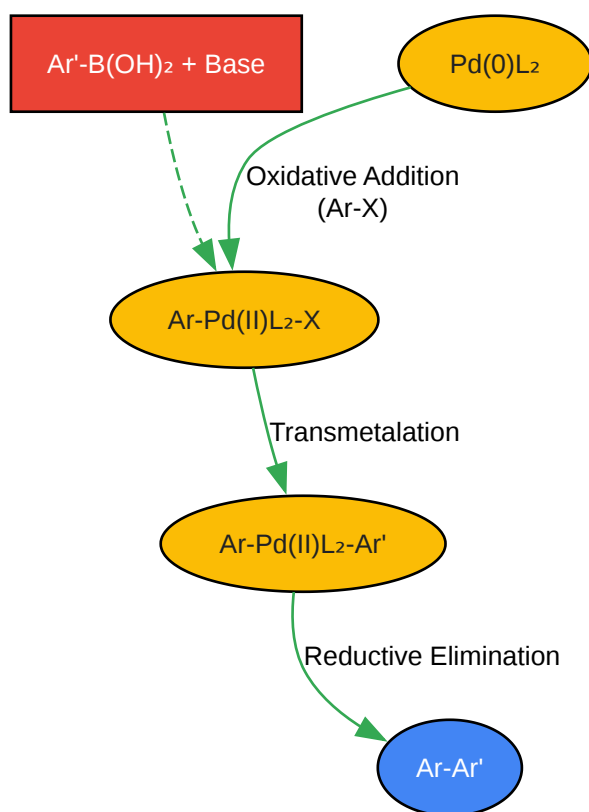 Ar'-B(OH)₂ + Base
Pd(0)L₂
Oxidative Addition
(Ar-X)
Ar-Pd(II)L₂-X
Transmetalation
Ar-Pd(II)L₂-Ar'
Reductive Elimination
Ar-Ar'